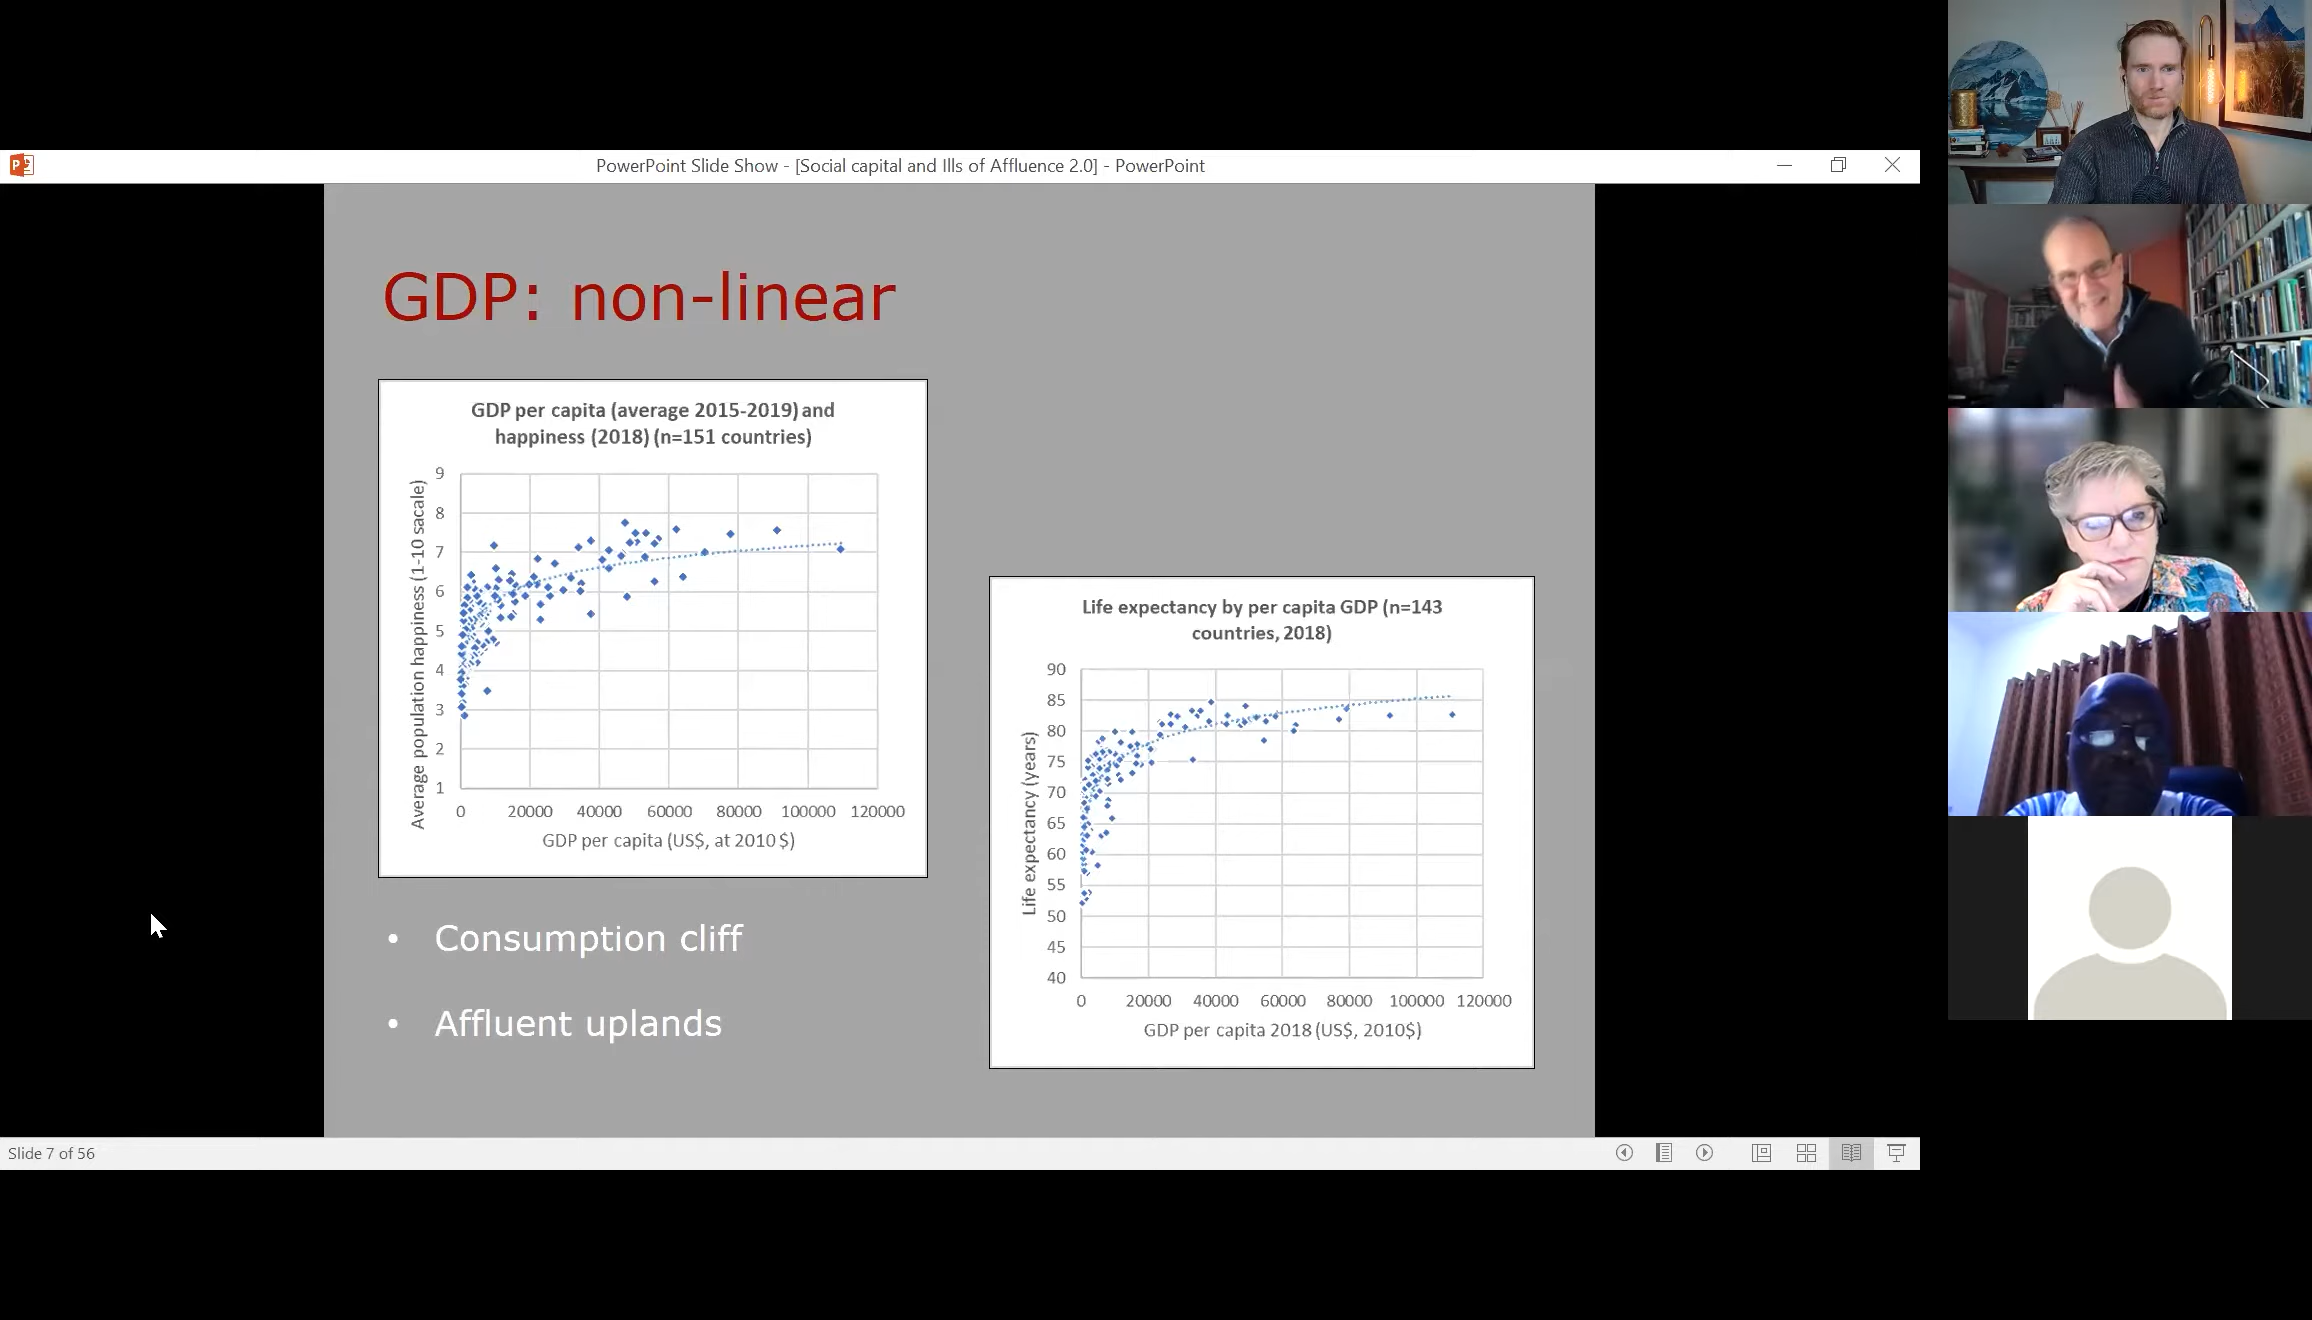 PowerPoint Slide Show - [Social capital and Ills of Affluence 2.0] - PowerPoint
GDP: non-linear
GDP per capita (average 2015-2019) and
happiness (2018) (n=151 countries)
Average population happiness (1-10 sacale)
9
8
7
6
5
4
3
2
1
0 20000 40000 60000 80000 100000 120000
GDP per capita (US$, at 2010 $)
Life expectancy by per capita GDP (n=143
countries, 2018)
Life expectancy (years)
90
85
80
75
70
65
60
55
50
45
40
0 20000 40000 60000 80000 100000 120000
GDP per capita 2018 (US$, 2010$)
• Consumption cliff
• Affluent uplands
Slide 7 of 56